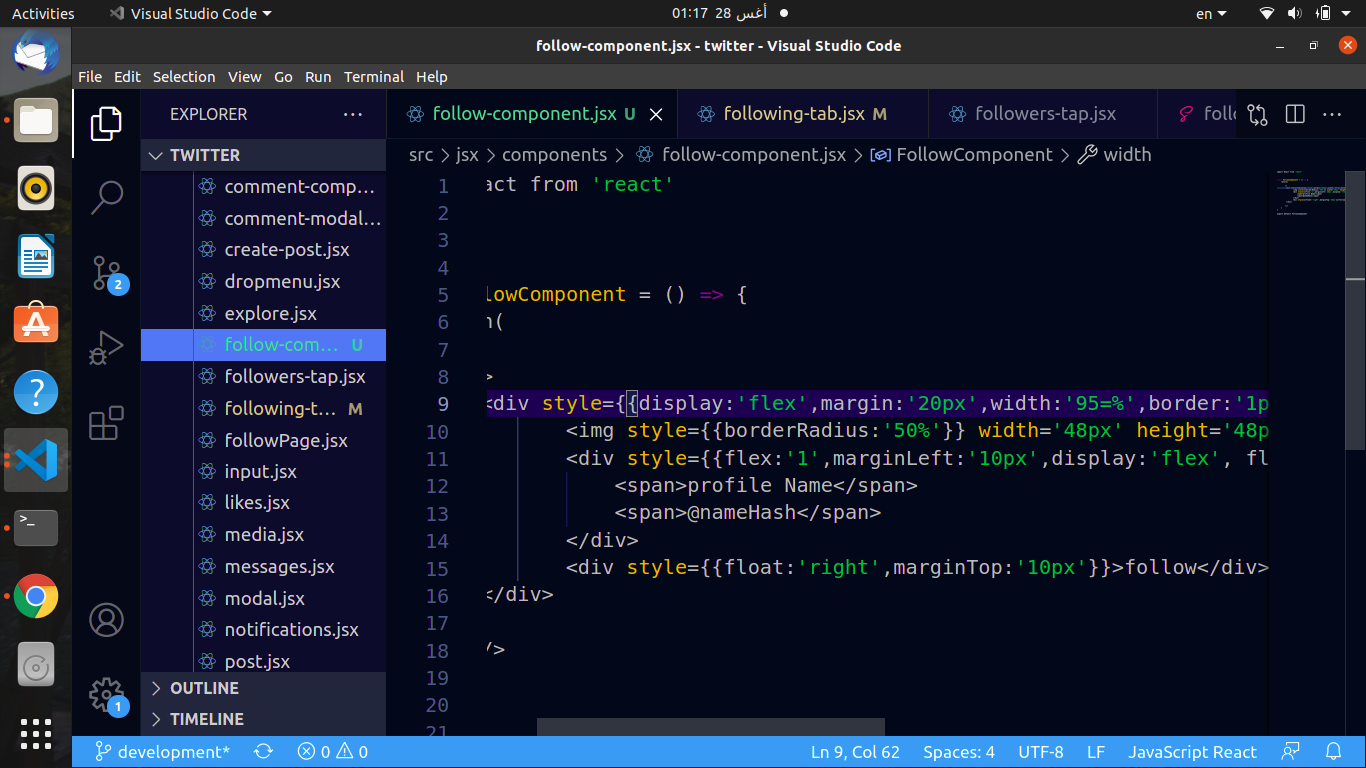 Activities Visual Studio Code 01:17 28 أغس en
follow-component.jsx - twitter - Visual Studio Code
File Edit Selection View Go Run Terminal Help
EXPLORER ... follow-component.jsx U following-tab.jsx M followers-tap.jsx follo ...
TWITTER
src > jsx > components > follow-component.jsx > FollowComponent > width
comment-comp...
comment-modal...
create-post.jsx
dropmenu.jsx
explore.jsx
follow-com... U
followers-tap.jsx
following-t... M
followPage.jsx
input.jsx
likes.jsx
media.jsx
messages.jsx
modal.jsx
notifications.jsx
post.jsx
OUTLINE
TIMELINE
2
1
1 act from 'react'
2
3
4
5 lowComponent = () => {
6 n(
7
8 >
9 <div style={{display:'flex',margin:'20px',width:'95=%',border:'1p
10 <img style={{borderRadius:'50%'}} width='48px' height='48p
11 <div style={{flex:'1',marginLeft:'10px',display:'flex', fl
12 <span>profile Name</span>
13 <span>@nameHash</span>
14 </div>
15 <div style={{float:'right',marginTop:'10px'}}>follow</div>
16 </div>
17
18 />
19
20
21
development* 0 0 Ln 9, Col 62 Spaces: 4 UTF-8 LF JavaScript React